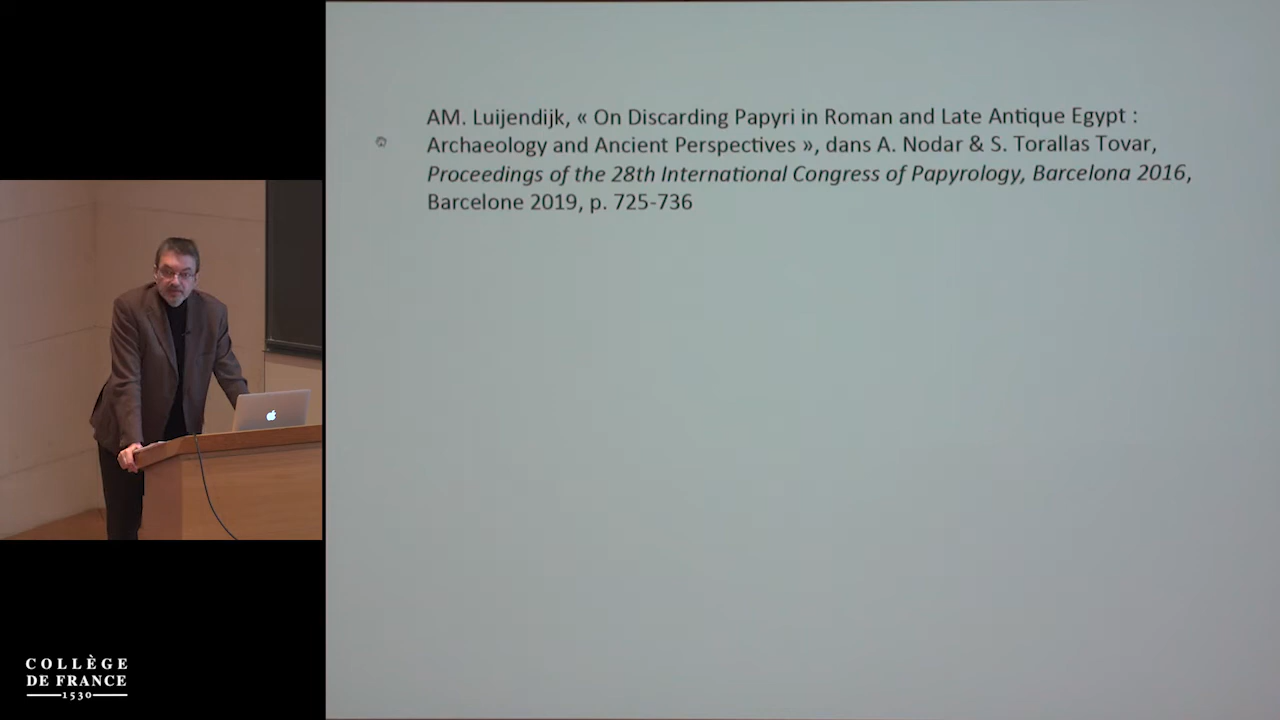 AM. Luijendijk, « On Discarding Papyri in Roman and Late Antique Egypt :
Archaeology and Ancient Perspectives », dans A. Nodar & S. Torallas Tovar,
Proceedings of the 28th International Congress of Papyrology, Barcelona 2016,
Barcelone 2019, p. 725-736
COLLÈGE
DE FRANCE
1530